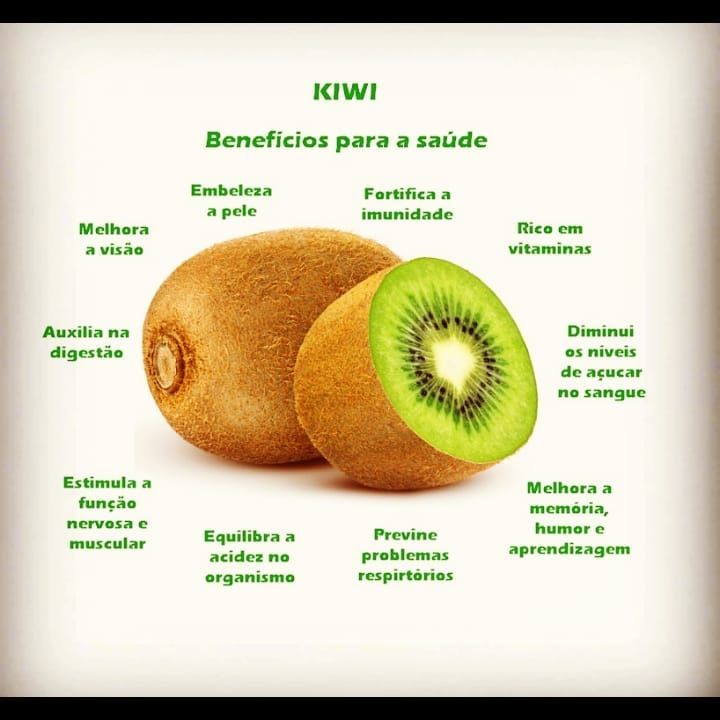 KIWI
Benefícios para a saúde
Embeleza
a pele
Fortifica a
imunidade
Melhora
a visão
Rico em
vitaminas
Auxilia na
digestão
Diminui
os níveis
de açucar
no sangue
Estimula a
função
nervosa e
muscular
Equilibra a
acidez no
organismo
Previne
problemas
respirtórios
Melhora a
memória,
humor e
aprendizagem